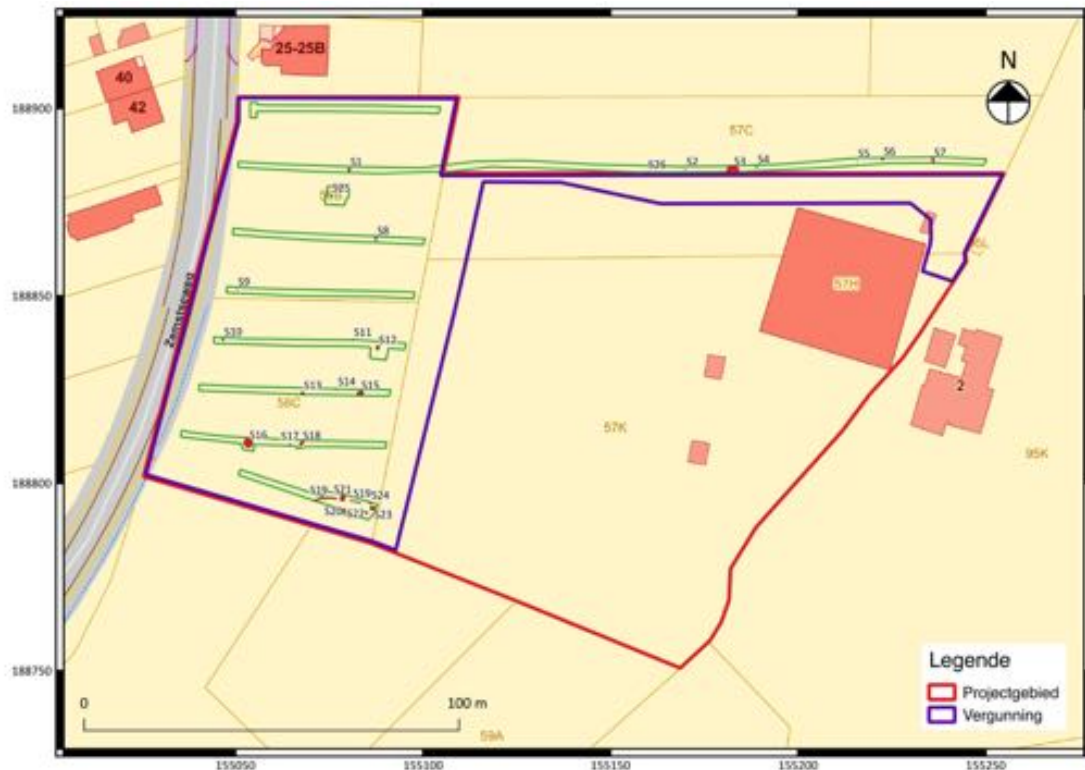 25-25B
40
42
N
188900
57C
S1
S26
S2
S3
S4
S5
S6
S7
S05
S8
188850
S9
57H
Zemstseweg
S10
S11
S12
2
S13
S14
S15
58C
57K
95K
S16
S17
S18
188800
S19
S21
S19
S24
S20
S22
S23
188750
Legende
Projectgebied
Vergunning
0
100 m
59A
155050
155100
155150
155200
155250